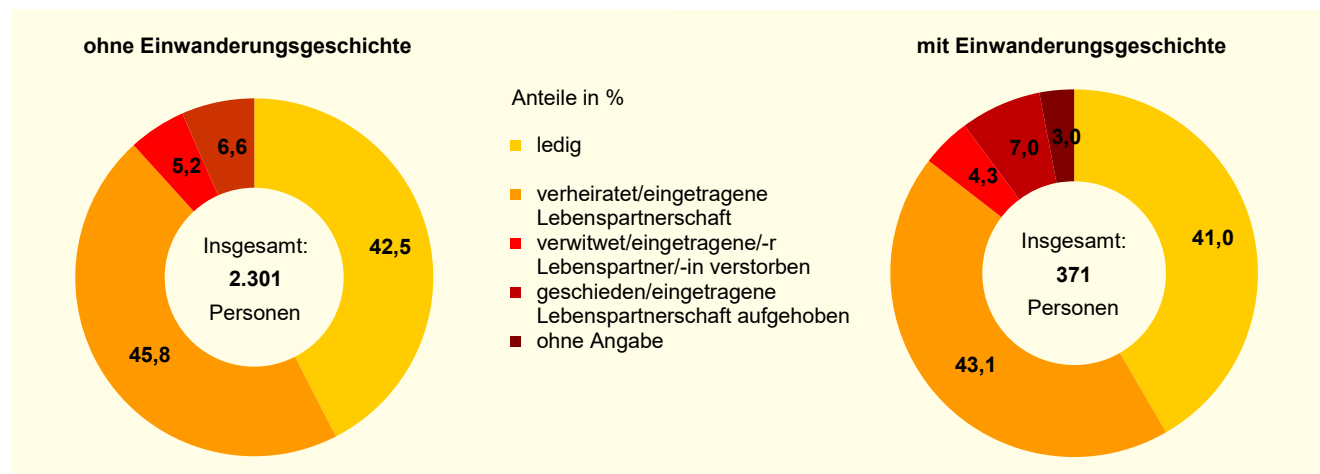 ohne Einwanderungsgeschichte
6,6
5,2
42,5
45,8
Insgesamt:
2.301
Personen
Anteile in %
ledig
verheiratet/eingetragene
Lebenspartnerschaft
verwitwet/eingetragene/-r
Lebenspartner/-in verstorben
geschieden/eingetragene
Lebenspartnerschaft aufgehoben
ohne Angabe
mit Einwanderungsgeschichte
3,0
7,0
4,3
41,0
43,1
Insgesamt:
371
Personen